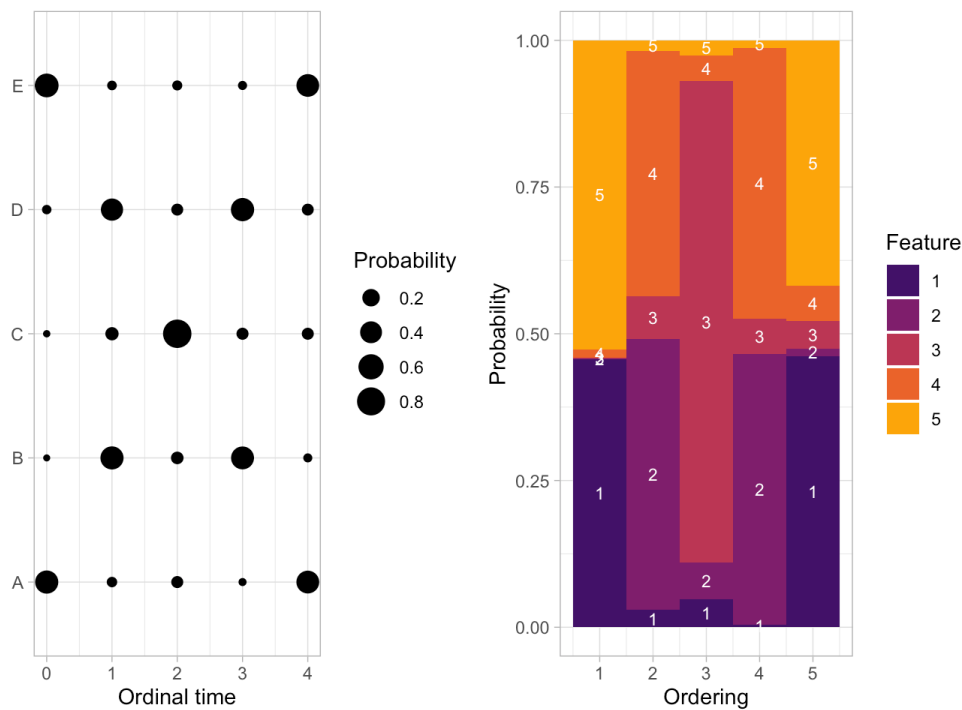 E
D
C
B
A
0 1 2 3 4
Ordinal time
Probability
0.2
0.4
0.6
0.8
Probability
1.00
0.75
0.50
0.25
0.00
5 5 5
4
5 4 4 5
4
3 3 3 3
4 2
2 2
1 1
2
1 1 1
1 2 3 4 5
Ordering
Feature
1
2
3
4
5